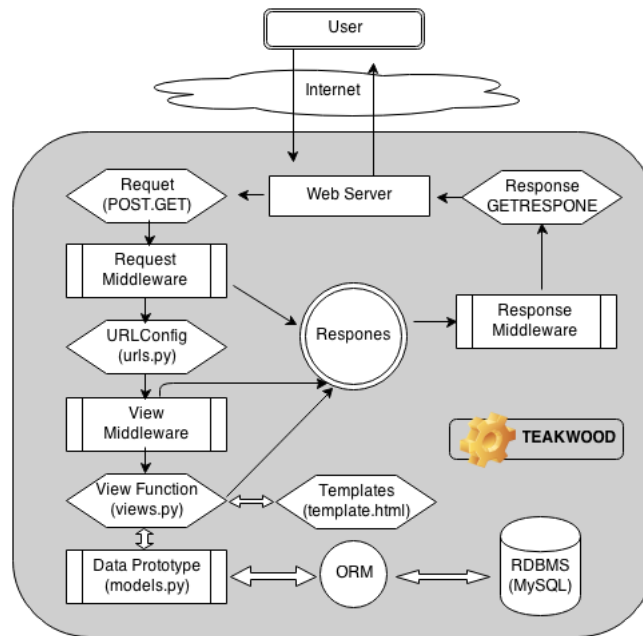 User
Internet
Requet
(POST.GET)
Web Server
Response
GETRESPONE
Request
Middleware
Respones
Response
Middleware
URLConfig
(urls.py)
View
Middleware
TEAKWOOD
View Function
(views.py)
Templates
(template.html)
Data Prototype
(models.py)
ORM
RDBMS
(MySQL)